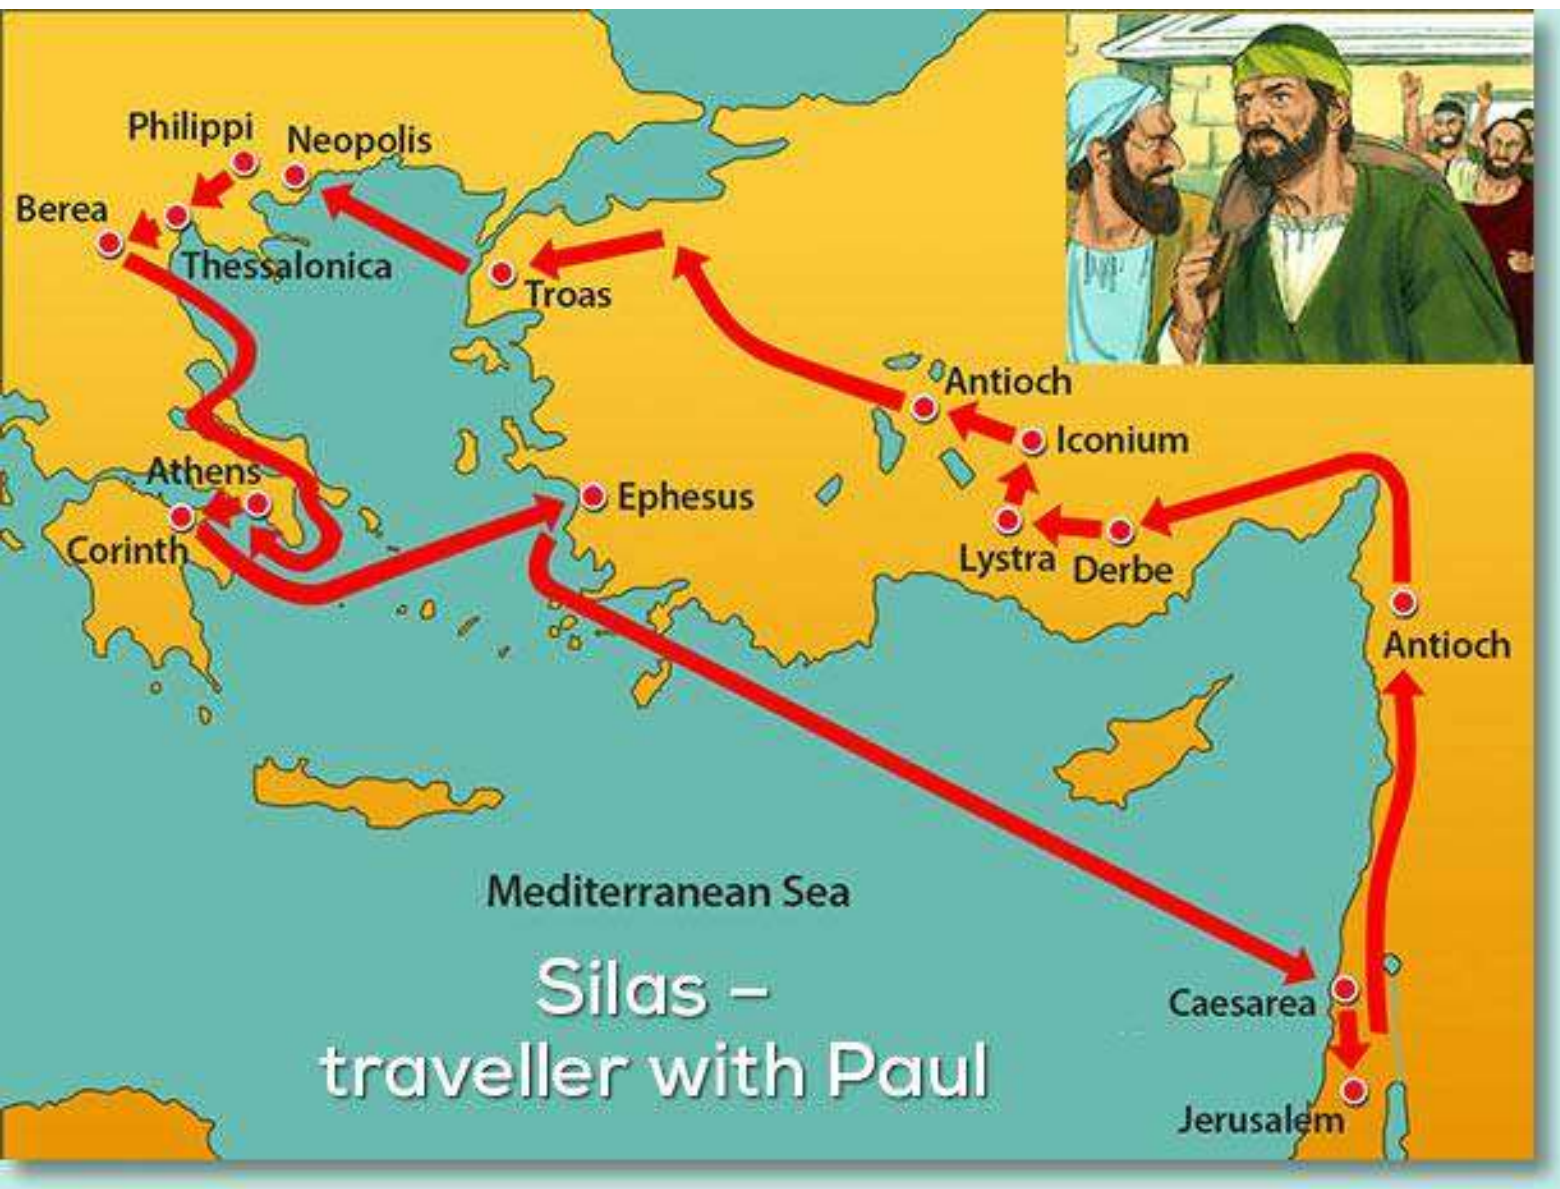 Philippi
Neopolis
Berea
Thessalonica
Troas
Antioch
Iconium
Athens
Ephesus
Corinth
Lystra
Derbe
Antioch
Mediterranean Sea
Silas –
traveller with Paul
Caesarea
Jerusalem